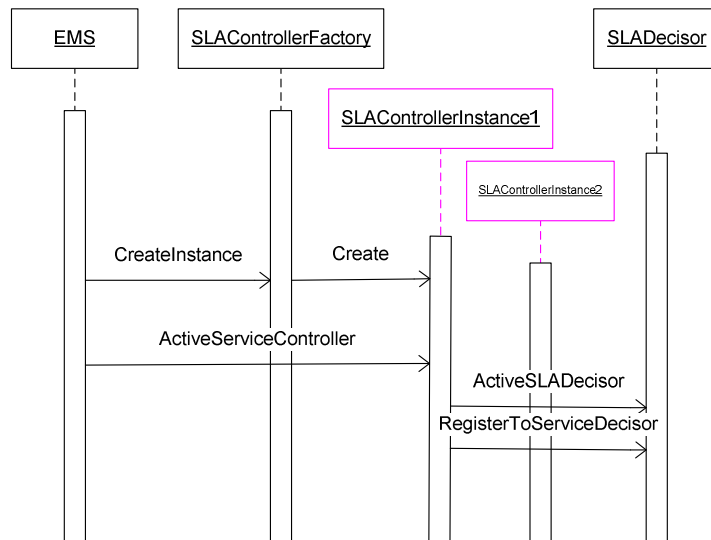 EMS
SLAControllerFactory
SLADecisor
SLAControllerInstance1
SLAControllerInstance2
CreateInstance
Create
ActiveServiceController
ActiveSLADecisor
RegisterToServiceDecisor